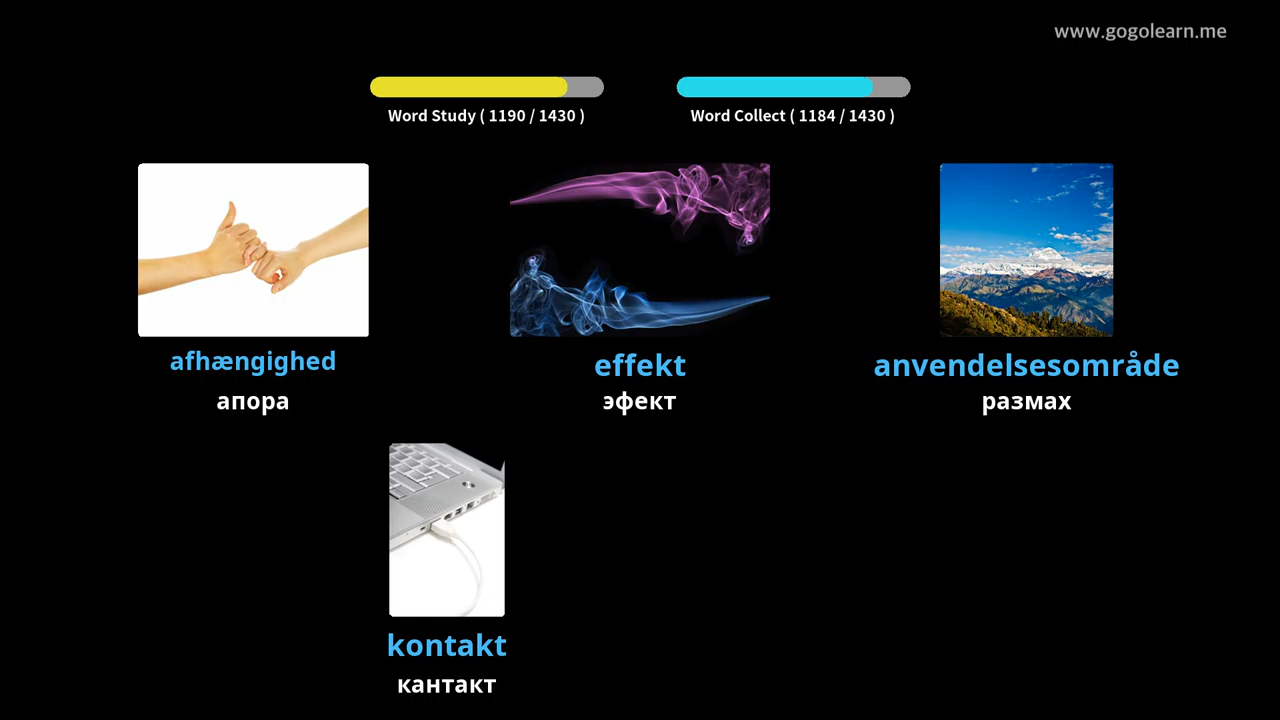 www.gogolearn.me
Word Study ( 1190 / 1430 )
Word Collect ( 1184 / 1430 )
afhængighed
апора
effekt
эфект
anvendelsesområde
размах
kontakt
кантакт